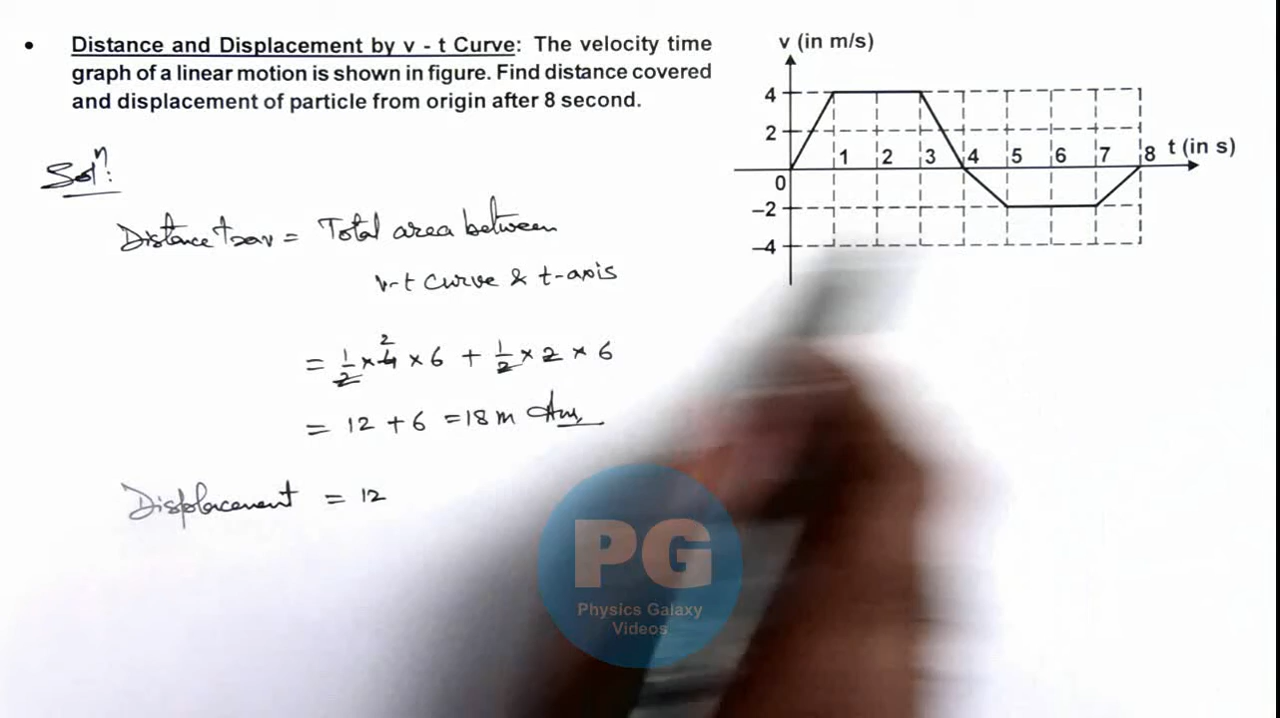 • Distance and Displacement by v - t Curve: The velocity time
graph of a linear motion is shown in figure. Find distance covered
and displacement of particle from origin after 8 second.
v (in m/s)
4
2
0
–2
–4
1 2 3 4 5 6 7 8 t (in s)
Solⁿ:
Distance trav = Total area between
v-t curve & t-axis
= 1/2 × 4 2 × 6 + 1/2 × 2 × 6
= 12 + 6 = 18 m Ans.
Displacement = 12
PG
Physics Galaxy
Videos